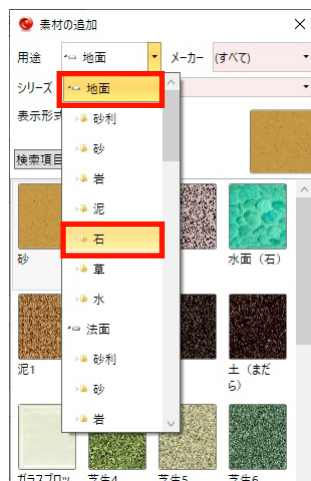 素材の追加
用途 地面 メーカー (すべて)
シリーズ 地面
表示形式 砂利
砂
検索項目
岩
泥
石
砂 水面（石）
草
水
法面
泥1 砂利 土（まだら）
砂
岩
ガラスブロッ 芝生4 芝生5 芝生6